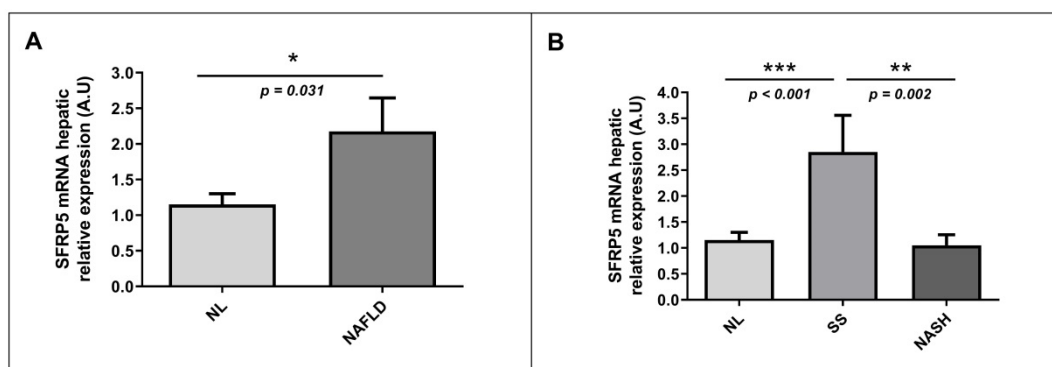 A
SFRP5 mRNA hepatic
relative expression (A.U)
3.0
2.5
2.0
1.5
1.0
0.5
0.0
*
p = 0.031
NL
NAFLD
B
SFRP5 mRNA hepatic
relative expression (A.U)
4.0
3.5
3.0
2.5
2.0
1.5
1.0
0.5
0.0
*** **
p < 0.001 p = 0.002
NL
SS
NASH